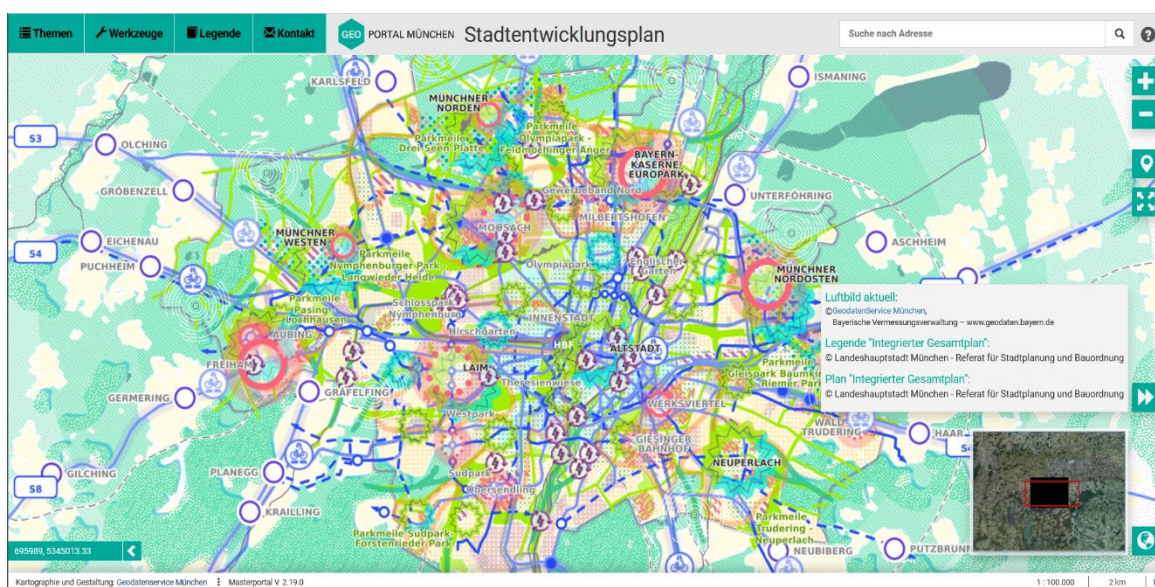 Themen
Werkzeuge
Legende
Kontakt
GEO PORTAL MÜNCHEN Stadtentwicklungsplan
Suche nach Adresse
KARLSFELD
ISMANING
MÜNCHNER
NORDEN
Parkmeile
Drei-Seen-Platte
Parkmeile
Olympiapark -
Feldmochinger Anger
S3
OLCHING
BAYERN-
KASERNE/
EUROPARK
GRÖBENZELL
Gewerbeband Nord
UNTERFÖHRING
MILBERTSHOFEN
MOOSACH
MÜNCHNER
WESTEN
EICHENAU
ASCHHEIM
S4
PUCHHEIM
Parkmeile
Nymphenburger Park
Langwieder Heide
Olympiapark
Englischer
Garten
MÜNCHNER
NORDOSTEN
Parkmeile
Pasing
Lochhausen
Schlosspark
Nymphenburg
INNENSTADT
Hirschgarten
AUBING
HBF
ALTSTADT
FREIHAM
LAIM
Theresienwiese
Parkmeile
Gleispark Baumkir
Riemer Park
GERMERING
GRÄFELFING
Westpark
WERKSVIERTEL
WALD-
TRUDERING
GIESINGER
BAHNHOF
HAAR
GILCHING
PLANEGG
Südpark
NEUPERLACH
S8
Obersendling
KRAILLING
Parkmeile Südpark-
Forstenrieder Park
Parkmeile
Trudering -
Neuperlach
NEUBIBERG
PUTZBRUNN
Luftbild aktuell:
©GeodatenService München,
Bayerische Vermessungsverwaltung – www.geodaten.bayern.de
Legende "Integrierter Gesamtplan":
© Landeshauptstadt München - Referat für Stadtplanung und Bauordnung
Plan "Integrierter Gesamtplan":
© Landeshauptstadt München - Referat für Stadtplanung und Bauordnung
695989, 5345013.33
Kartographie und Gestaltung: Geodatenservice München
Masterportal V. 2.19.0
1 : 100.000
2 km